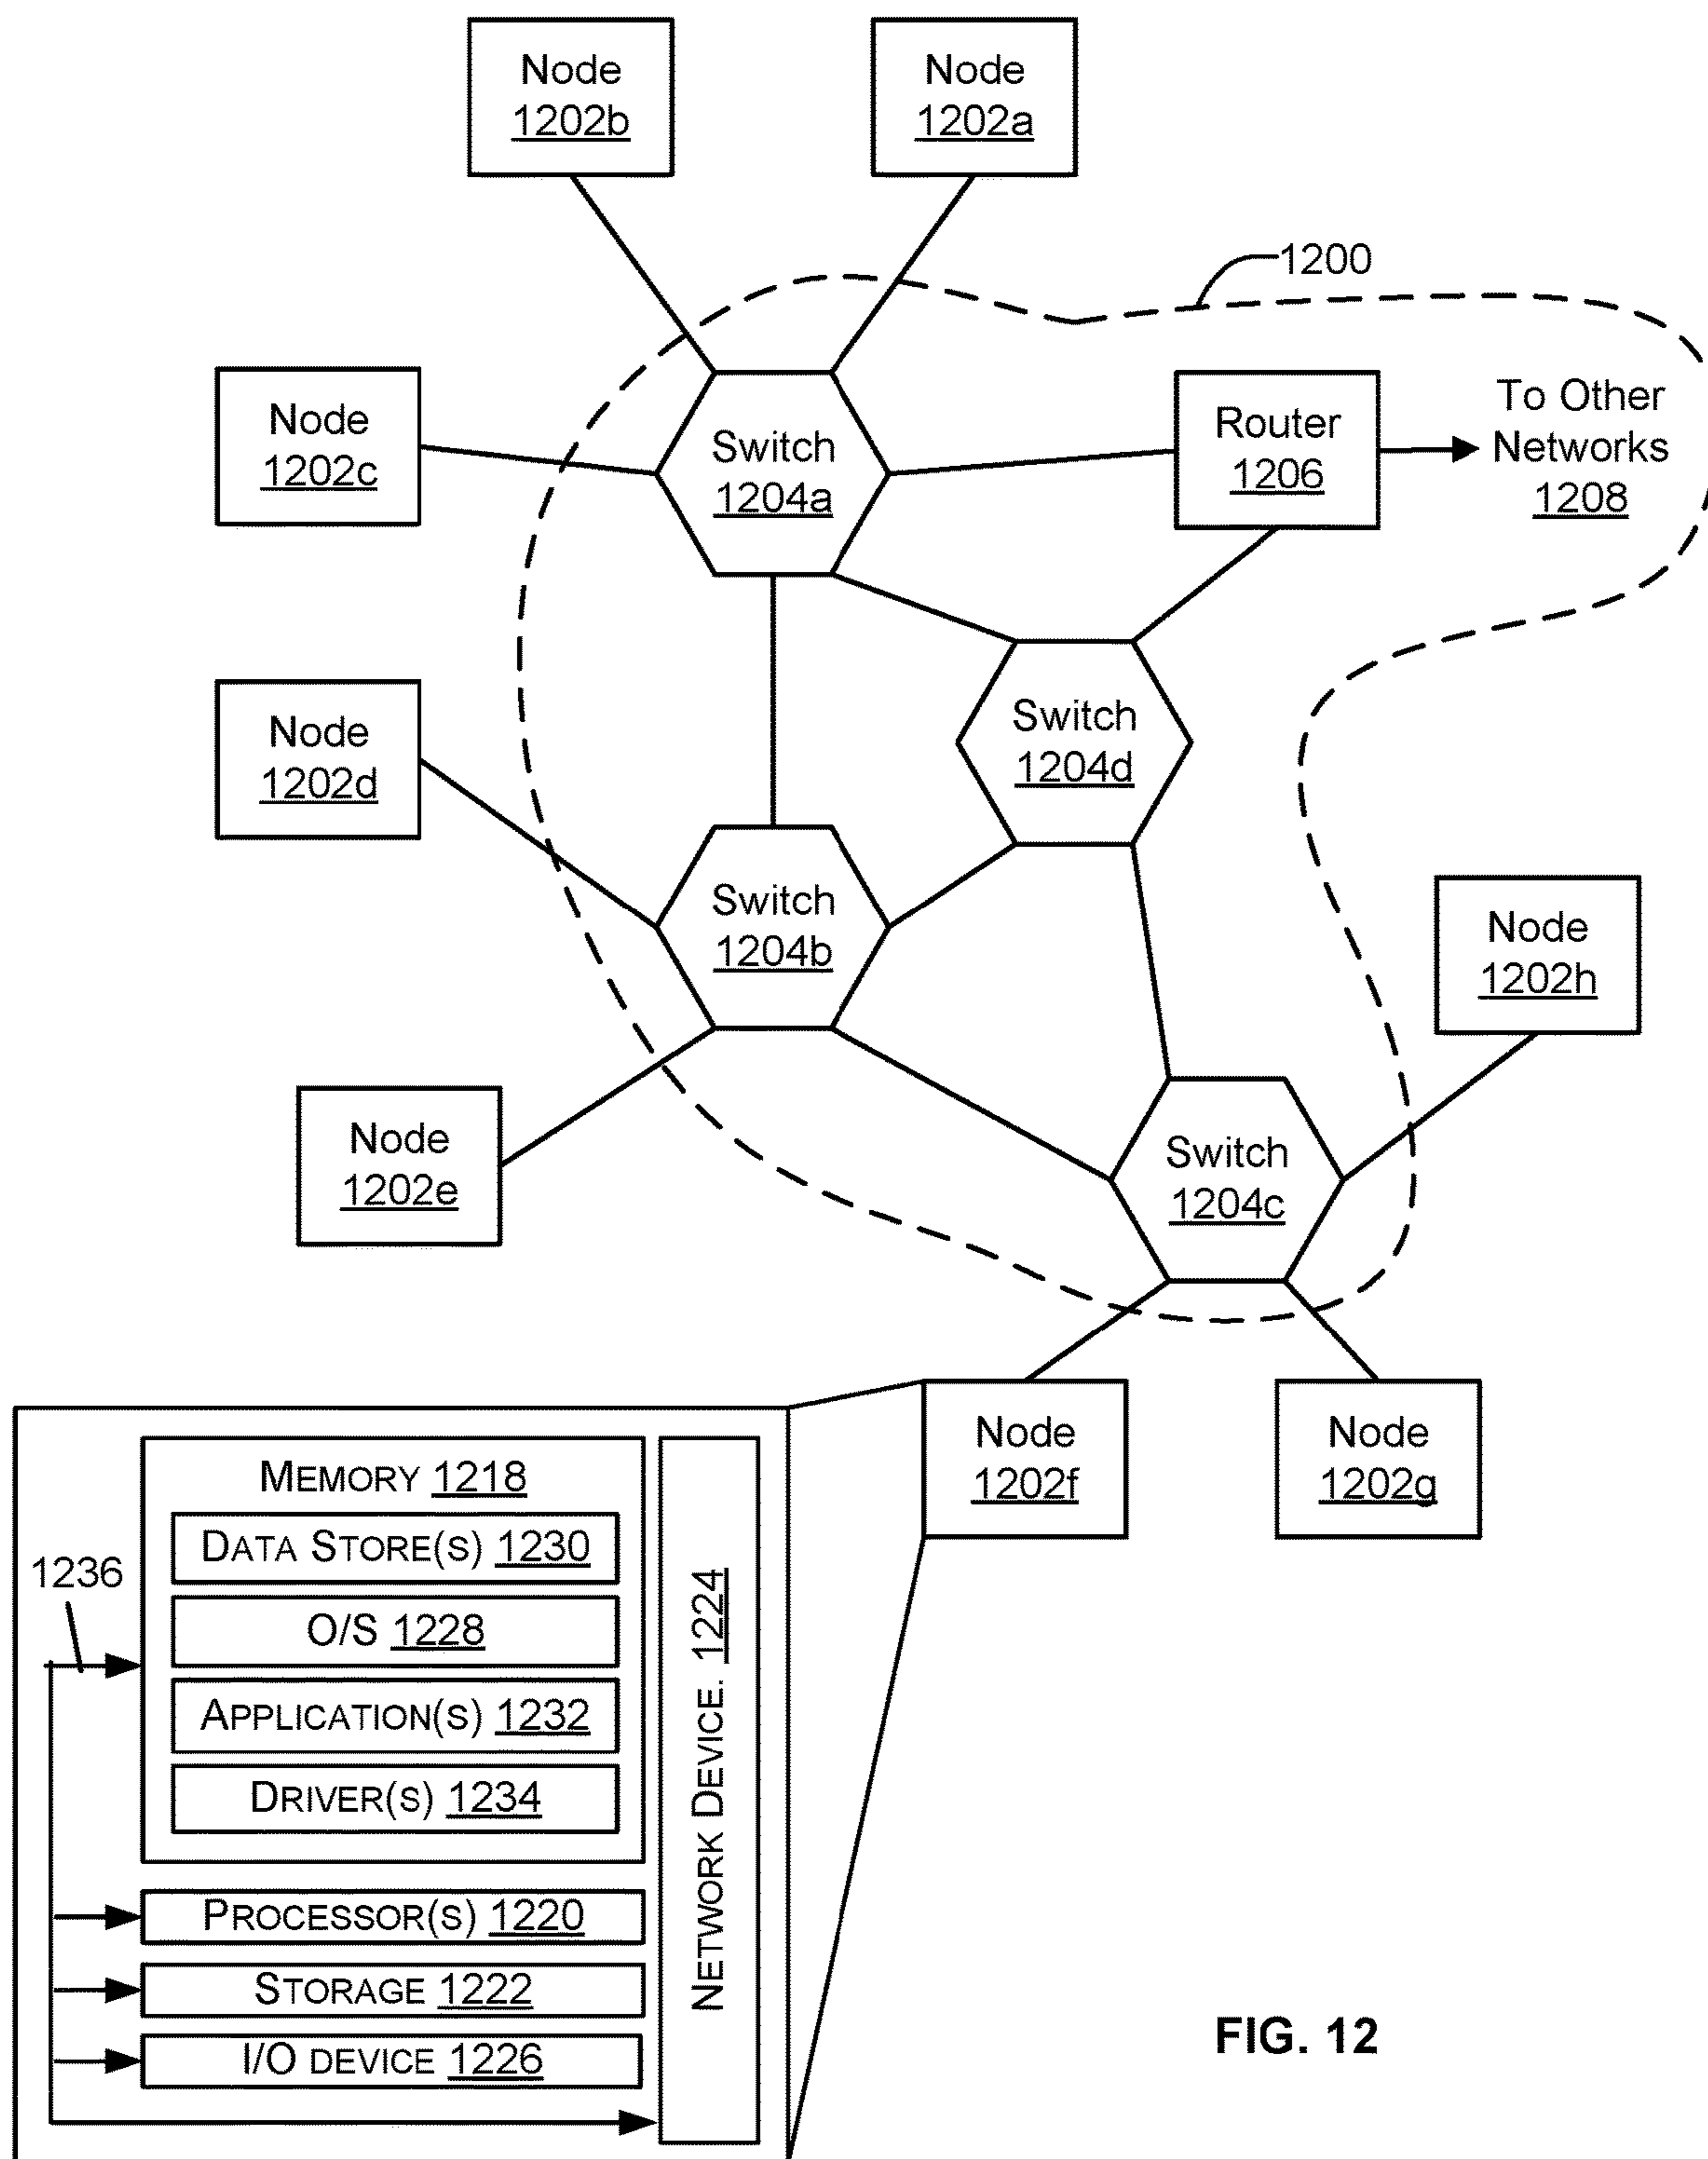 Node
1202b
Node
1202a
1200
Node
1202c
Switch
1204a
Router
1206
To Other
Networks
1208
Node
1202d
Switch
1204d
Switch
1204b
Node
1202h
Node
1202e
Switch
1204c
Node
1202f
Node
1202g
MEMORY 1218
DATA STORE(S) 1230
1236
O/S 1228
APPLICATION(S) 1232
DRIVER(S) 1234
PROCESSOR(S) 1220
STORAGE 1222
I/O DEVICE 1226
NETWORK DEVICE. 1224
FIG. 12